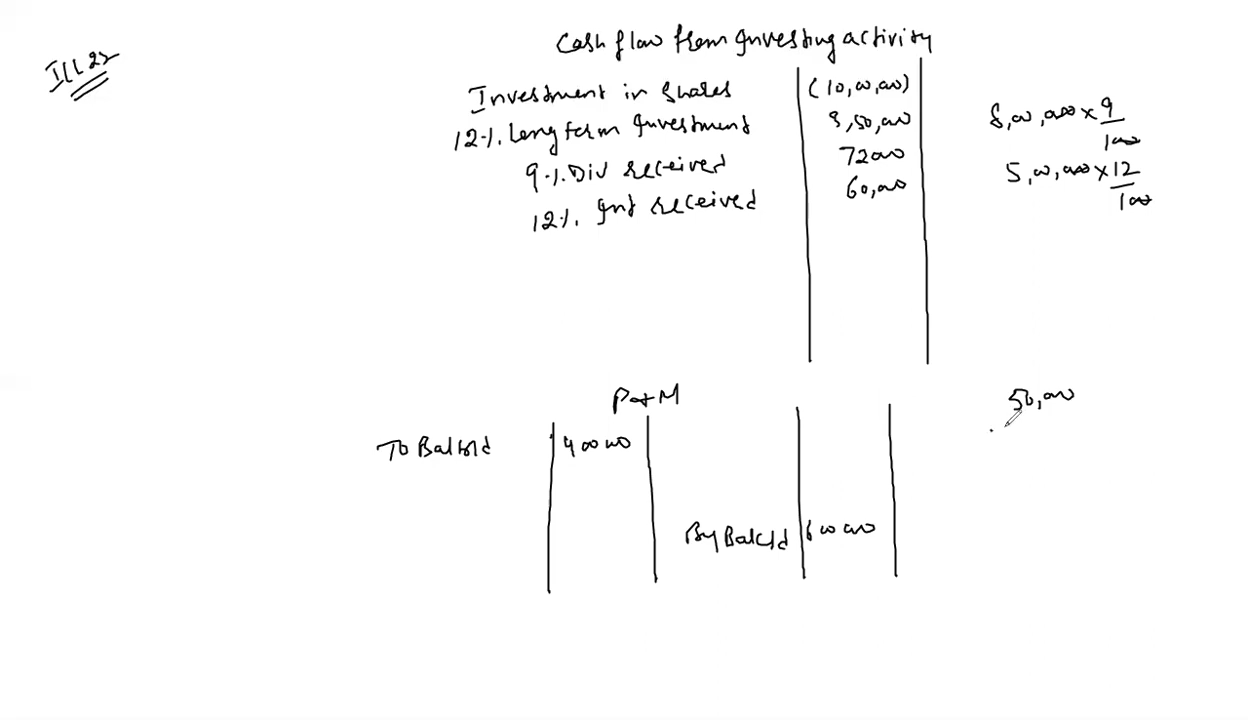 Ill 22
Cash flow from Investing activity
Investment in shares (10,00,000)
12%. Long term Investment 9,50,000
9%. Div received 72000
12%. Int received 60,000
8,00,000 × 9/100
5,00,000 × 12/100
P & M
50,000
To Bal b/d 400000
By Bal c/d 600000